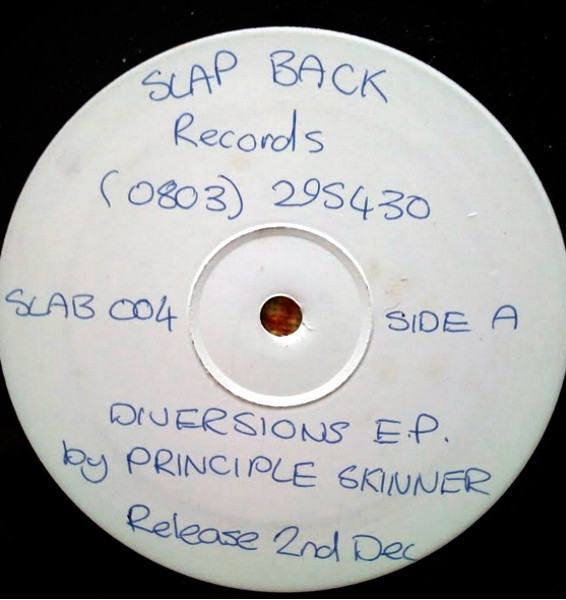 SLAP BACK
Records
(0803) 295430
SLAB 004
SIDE A
DIVERSIONS E.P.
by PRINCIPLE SKINNER
Release 2nd Dec